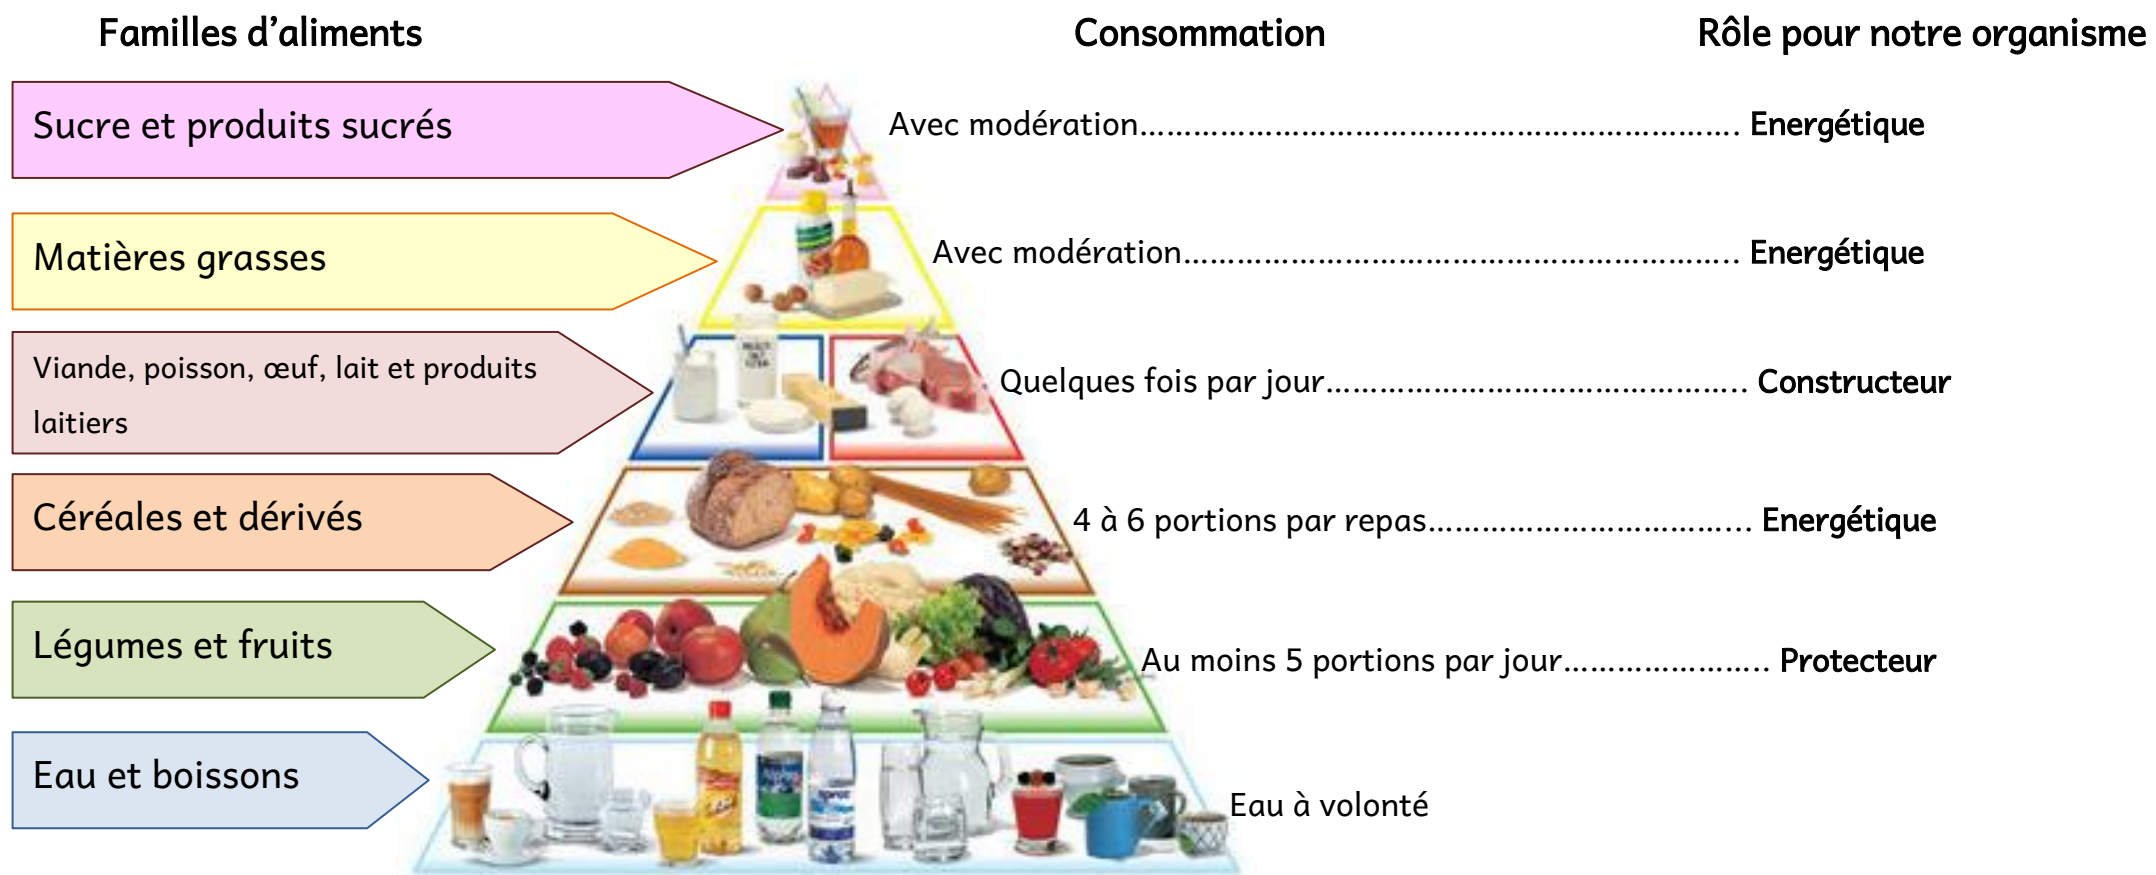 Familles d’aliments Consommation Rôle pour notre organisme
Sucre et produits sucrés Avec modération…………………………………………………………. Energétique
Matières grasses Avec modération…………………………………………………….. Energétique
Viande, poisson, œuf, lait et produits
laitiers
Quelques fois par jour……………………………………….. Constructeur
Céréales et dérivés 4 à 6 portions par repas……………………………... Energétique
Légumes et fruits Au moins 5 portions par jour………………….. Protecteur
Eau et boissons Eau à volonté